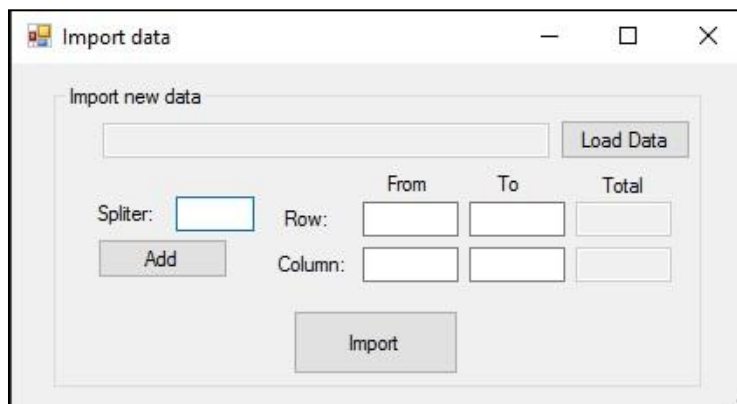 Import data
Import new data
Load Data
From To Total
Spliter: Row:
Add Column:
Import